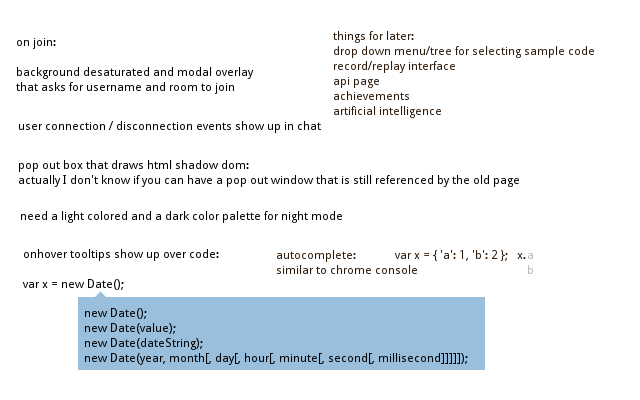 on join:
background desaturated and modal overlay
that asks for username and room to join
things for later:
drop down menu/tree for selecting sample code
record/replay interface
api page
achievements
artificial intelligence
user connection / disconnection events show up in chat
pop out box that draws html shadow dom:
actually I don't know if you can have a pop out window that is still referenced by the old page
need a light colored and a dark color palette for night mode
onhover tooltips show up over code:
var x = new Date();
autocomplete: var x = { 'a': 1, 'b': 2 }; x.a
similar to chrome console b
new Date();
new Date(value);
new Date(dateString);
new Date(year, month[, day[, hour[, minute[, second[, millisecond]]]]]);